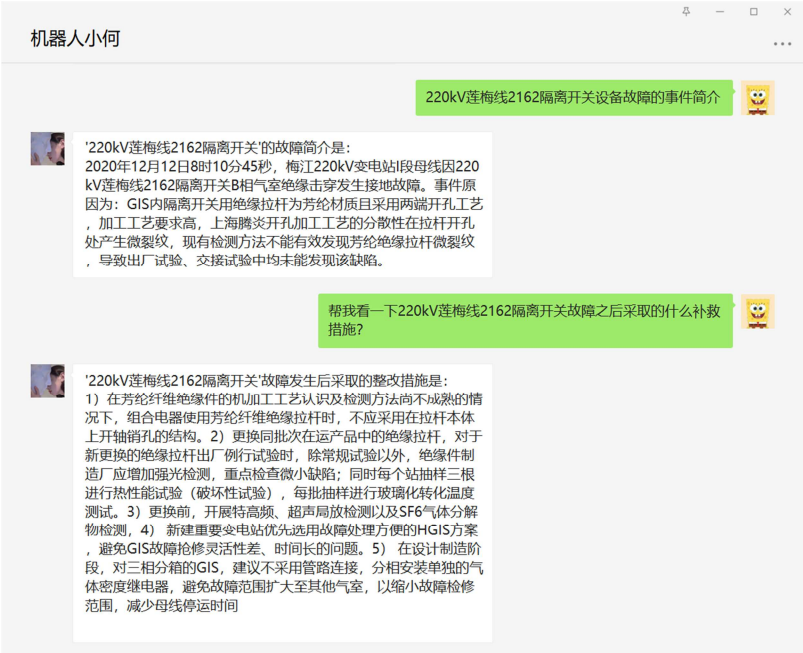 机器人小何
220kV莲梅线2162隔离开关设备故障的事件简介
'220kV莲梅线2162隔离开关'的故障简介是：
2020年12月12日8时10分45秒，梅江220kV变电站I段母线因220
kV莲梅线2162隔离开关B相气室绝缘击穿发生接地故障。事件原
因为：GIS内隔离开关用绝缘拉杆为芳纶材质且采用两端开孔工艺
，加工工艺要求高，上海腾炎开孔加工工艺的分散性在拉杆开孔
处产生微裂纹，现有检测方法不能有效发现芳纶绝缘拉杆微裂纹
，导致出厂试验、交接试验中均未能发现该缺陷。
帮我看一下220kV莲梅线2162隔离开关故障之后采取的什么补救
措施？
'220kV莲梅线2162隔离开关'故障发生后采取的整改措施是：
1）在芳纶纤维绝缘件的机加工工艺认识及检测方法尚不成熟的情
况下，组合电器使用芳纶纤维绝缘拉杆时，不应采用在拉杆本体
上开轴销孔的结构。2）更换同批次在运产品中的绝缘拉杆，对于
新更换的绝缘拉杆出厂例行试验时，除常规试验以外，绝缘件制
造厂应增加强光检测，重点检查微小缺陷；同时每个站抽样三根
进行热性能试验（破坏性试验），每批抽样进行玻璃化转化温度
测试。3）更换前，开展特高频、超声局放检测以及SF6气体分解
物检测，4） 新建重要变电站优先选用故障处理方便的HGIS方案
，避免GIS故障抢修灵活性差、时间长的问题。5） 在设计制造阶
段，对三相分箱的GIS，建议不采用管路连接，分相安装单独的气
体密度继电器，避免故障范围扩大至其他气室，以缩小故障检修
范围，减少母线停运时间